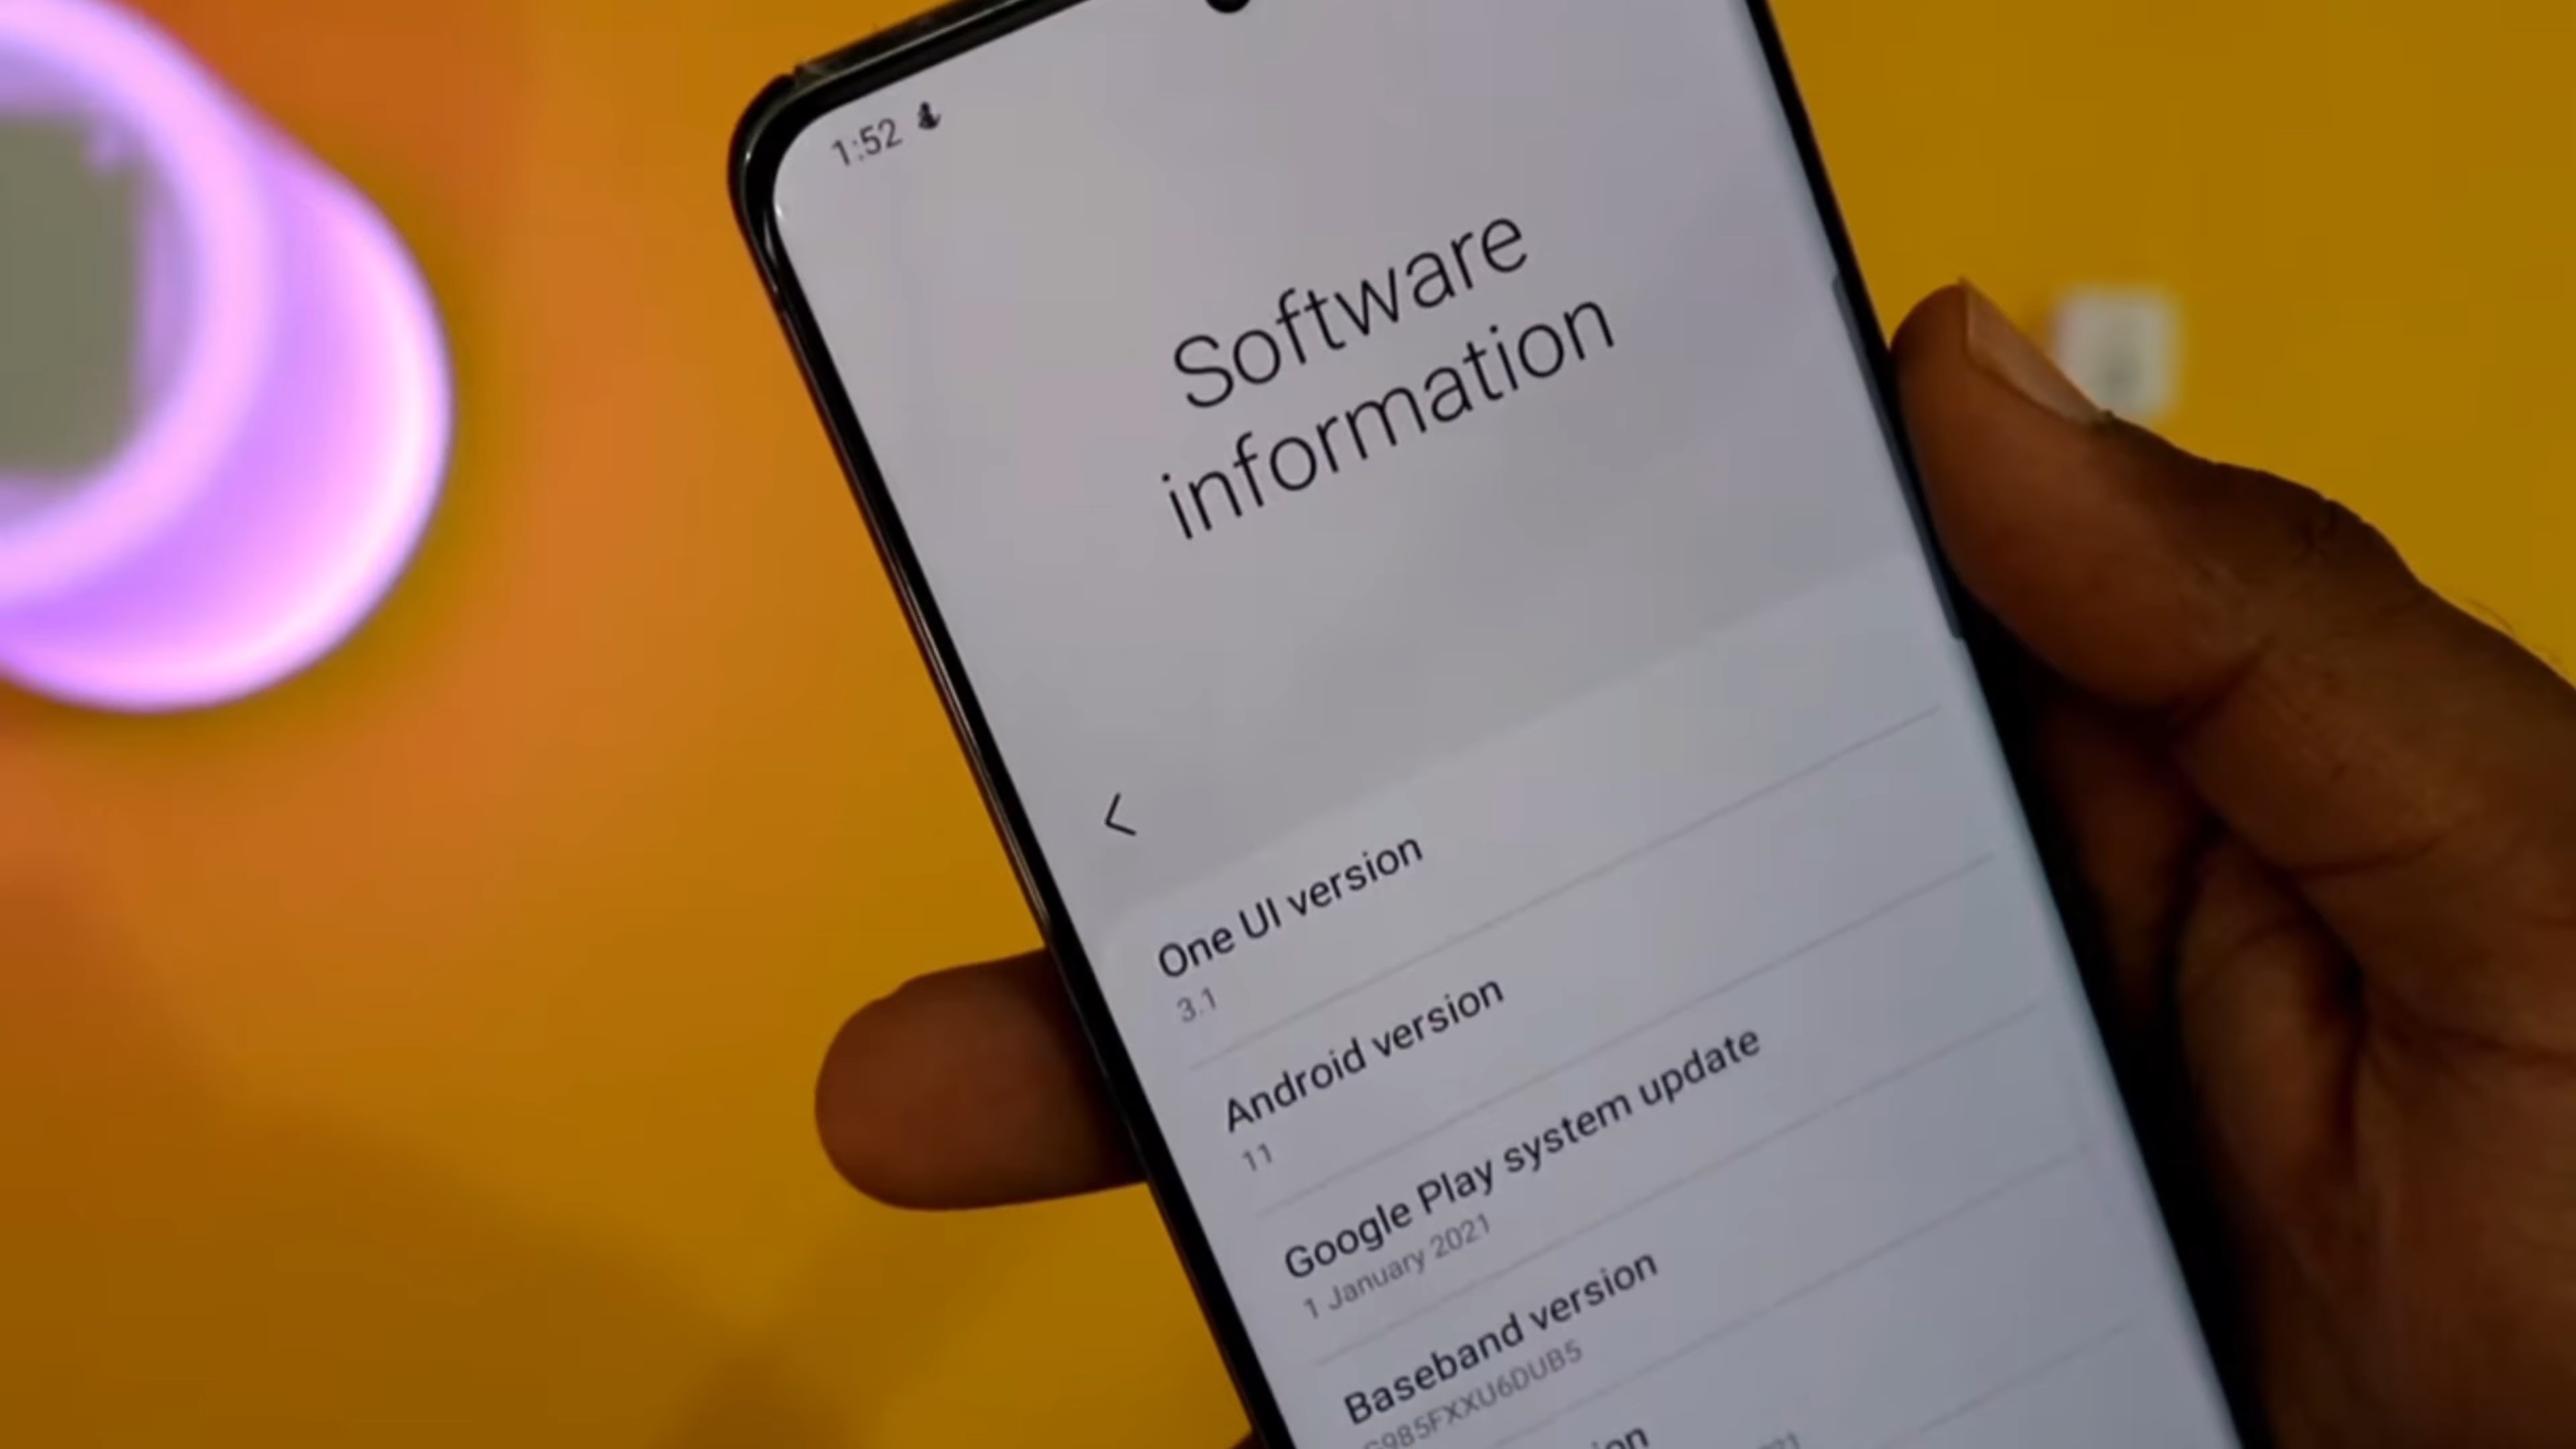 1:52
Software
information
One UI version
3.1
Android version
11
Google Play system update
1 January 2021
Baseband version
G985FXXU6DUB5